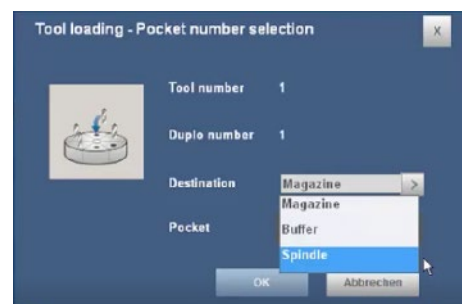 Tool loading - Pocket number selection X
Tool number 1
Duplo number 1
Destination Magazine >
Magazine
Pocket Buffer
Spindle
OK Abbrechen